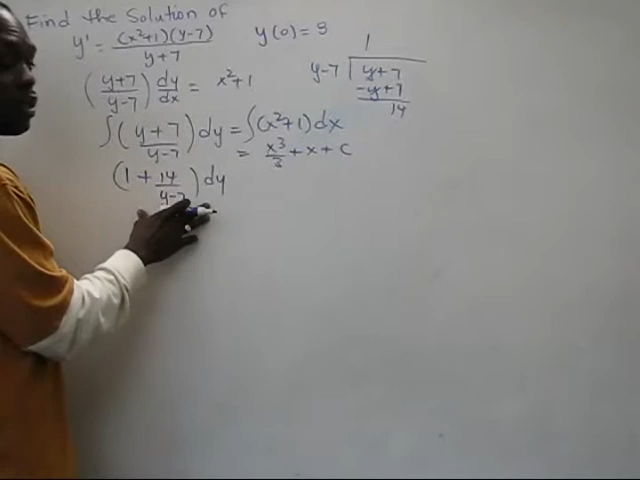 Find the Solution of
y' = (x²+1)(y-7) / y+7    y(0) = 8
(y+7 / y-7) dy/dx = x²+1
∫(y+7 / y-7) dy = ∫(x²+1) dx
= x³/3 + x + C
(1 + 14 / y-7) dy
1
y-7 | y+7
-y+7
14